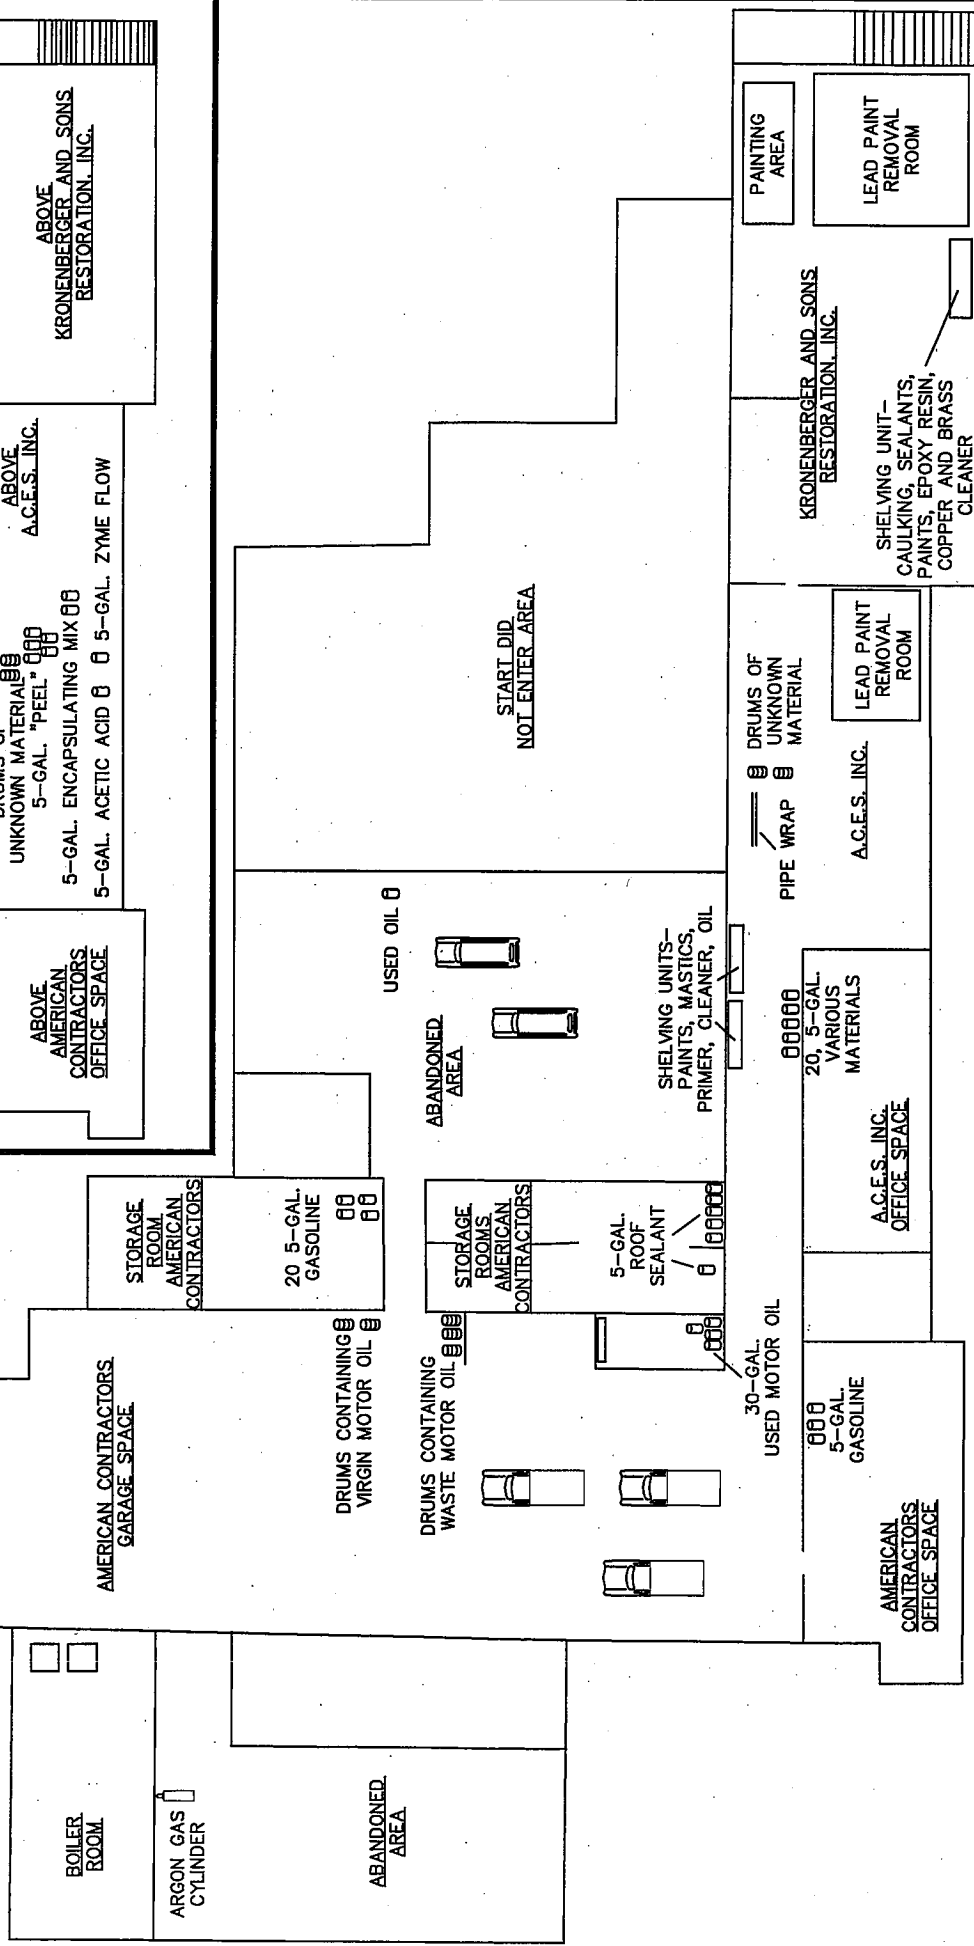 ABOVE
KRONENBERGER AND SONS
RESTORATION, INC.
ABOVE
A.C.E.S. INC.
UNKNOWN MATERIAL
5-GAL. "PEEL"
5-GAL. ENCAPSULATING MIX
5-GAL. ACETIC ACID
5-GAL. ZYME FLOW
ABOVE
AMERICAN
CONTRACTORS
OFFICE SPACE
STORAGE
ROOM
AMERICAN
CONTRACTORS
20 5-GAL.
GASOLINE
AMERICAN CONTRACTORS
GARAGE SPACE
DRUMS CONTAINING
VIRGIN MOTOR OIL
DRUMS CONTAINING
WASTE MOTOR OIL
BOILER
ROOM
ARGON GAS
CYLINDER
ABANDONED
AREA
USED OIL
ABANDONED
AREA
START DID
NOT ENTER AREA
STORAGE
ROOMS
AMERICAN
CONTRACTORS
5-GAL.
ROOF
SEALANT
SHELVING UNITS-
PAINTS, MASTICS,
PRIMER, CLEANER, OIL
30-GAL.
USED MOTOR OIL
5-GAL.
GASOLINE
AMERICAN
CONTRACTORS
OFFICE SPACE
20, 5-GAL.
VARIOUS
MATERIALS
A.C.E.S. INC.
OFFICE SPACE
PIPE WRAP
DRUMS OF
UNKNOWN
MATERIAL
A.C.E.S. INC.
LEAD PAINT
REMOVAL
ROOM
KRONENBERGER AND SONS
RESTORATION, INC.
SHELVING UNIT-
CAULKING, SEALANTS,
PAINTS, EPOXY RESIN,
COPPER AND BRASS
CLEANER
PAINTING
AREA
LEAD PAINT
REMOVAL
ROOM